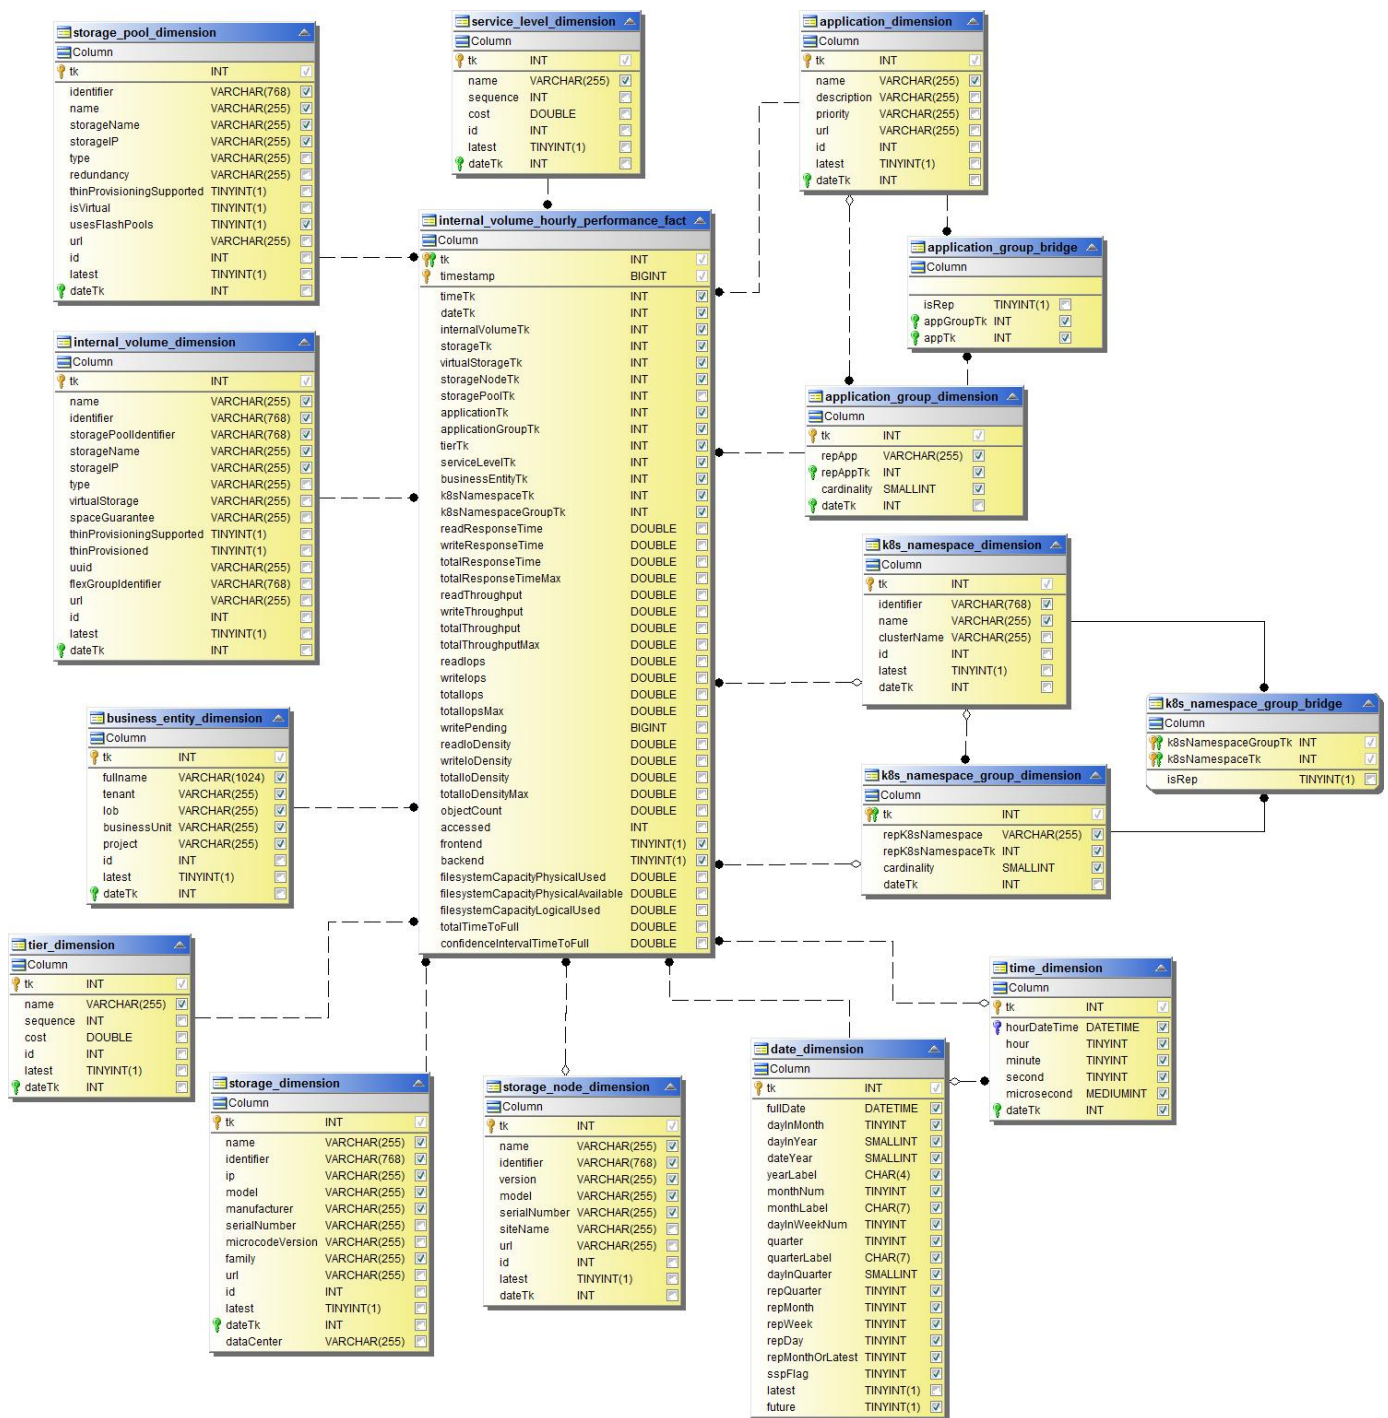 storage_pool_dimension
Column
tk INT
identifier VARCHAR(768)
name VARCHAR(255)
storageName VARCHAR(255)
storageIP VARCHAR(255)
type VARCHAR(255)
redundancy VARCHAR(255)
thinProvisioningSupported TINYINT(1)
isVirtual TINYINT(1)
usesFlashPools TINYINT(1)
url VARCHAR(255)
id INT
latest TINYINT(1)
dateTk INT
service_level_dimension
Column
tk INT
name VARCHAR(255)
sequence INT
cost DOUBLE
id INT
latest TINYINT(1)
dateTk INT
application_dimension
Column
tk INT
name VARCHAR(255)
description VARCHAR(255)
priority VARCHAR(255)
url VARCHAR(255)
id INT
latest TINYINT(1)
dateTk INT
internal_volume_hourly_performance_fact
Column
tk INT
timestamp BIGINT
timeTk INT
dateTk INT
internalVolumeTk INT
storageTk INT
virtualStorageTk INT
storageNodeTk INT
storagePoolTk INT
applicationTk INT
applicationGroupTk INT
tierTk INT
serviceLevelTk INT
businessEntityTk INT
k8sNamespaceTk INT
k8sNamespaceGroupTk INT
readResponseTime DOUBLE
writeResponseTime DOUBLE
totalResponseTime DOUBLE
totalResponseTimeMax DOUBLE
readThroughput DOUBLE
writeThroughput DOUBLE
totalThroughput DOUBLE
totalThroughputMax DOUBLE
readIops DOUBLE
writeIops DOUBLE
totalIops DOUBLE
totalIopsMax DOUBLE
writePending BIGINT
readIoDensity DOUBLE
writeIoDensity DOUBLE
totalIoDensity DOUBLE
totalIoDensityMax DOUBLE
objectCount DOUBLE
accessed INT
frontend TINYINT(1)
backend TINYINT(1)
filesystemCapacityPhysicalUsed DOUBLE
filesystemCapacityPhysicalAvailable DOUBLE
filesystemCapacityLogicalUsed DOUBLE
totalTimeToFull DOUBLE
confidenceIntervalTimeToFull DOUBLE
application_group_bridge
Column
isRep TINYINT(1)
appGroupTk INT
appTk INT
internal_volume_dimension
Column
tk INT
name VARCHAR(255)
identifier VARCHAR(768)
storagePoolIdentifier VARCHAR(768)
storageName VARCHAR(255)
storageIP VARCHAR(255)
type VARCHAR(255)
virtualStorage VARCHAR(255)
spaceGuarantee VARCHAR(255)
thinProvisioningSupported TINYINT(1)
thinProvisioned TINYINT(1)
uuid VARCHAR(255)
flexGroupIdentifier VARCHAR(768)
url VARCHAR(255)
id INT
latest TINYINT(1)
dateTk INT
application_group_dimension
Column
tk INT
repApp VARCHAR(255)
repAppTk INT
cardinality SMALLINT
dateTk INT
k8s_namespace_dimension
Column
tk INT
identifier VARCHAR(768)
name VARCHAR(255)
clusterName VARCHAR(255)
id INT
latest TINYINT(1)
dateTk INT
k8s_namespace_group_bridge
Column
k8sNamespaceGroupTk INT
k8sNamespaceTk INT
isRep TINYINT(1)
business_entity_dimension
Column
tk INT
fullname VARCHAR(1024)
tenant VARCHAR(255)
lob VARCHAR(255)
businessUnit VARCHAR(255)
project VARCHAR(255)
id INT
latest TINYINT(1)
dateTk INT
k8s_namespace_group_dimension
Column
tk INT
repK8sNamespace VARCHAR(255)
repK8sNamespaceTk INT
cardinality SMALLINT
dateTk INT
tier_dimension
Column
tk INT
name VARCHAR(255)
sequence INT
cost DOUBLE
id INT
latest TINYINT(1)
dateTk INT
time_dimension
Column
tk INT
hourDateTime DATETIME
hour TINYINT
minute TINYINT
second TINYINT
microsecond MEDIUMINT
dateTk INT
storage_dimension
Column
tk INT
name VARCHAR(255)
identifier VARCHAR(768)
ip VARCHAR(255)
model VARCHAR(255)
manufacturer VARCHAR(255)
serialNumber VARCHAR(255)
microcodeVersion VARCHAR(255)
family VARCHAR(255)
url VARCHAR(255)
id INT
latest TINYINT(1)
dateTk INT
dataCenter VARCHAR(255)
storage_node_dimension
Column
tk INT
name VARCHAR(255)
identifier VARCHAR(768)
version VARCHAR(255)
model VARCHAR(255)
serialNumber VARCHAR(255)
siteName VARCHAR(255)
url VARCHAR(255)
id INT
latest TINYINT(1)
dateTk INT
date_dimension
Column
tk INT
fullDate DATETIME
dayInMonth TINYINT
dayInYear SMALLINT
dateYear SMALLINT
yearLabel CHAR(4)
monthNum TINYINT
monthLabel CHAR(7)
dayInWeekNum TINYINT
quarter TINYINT
quarterLabel CHAR(7)
dayInQuarter SMALLINT
repQuarter TINYINT
repMonth TINYINT
repWeek TINYINT
repDay TINYINT
repMonthOrLatest TINYINT
sspFlag TINYINT
latest TINYINT(1)
future TINYINT(1)